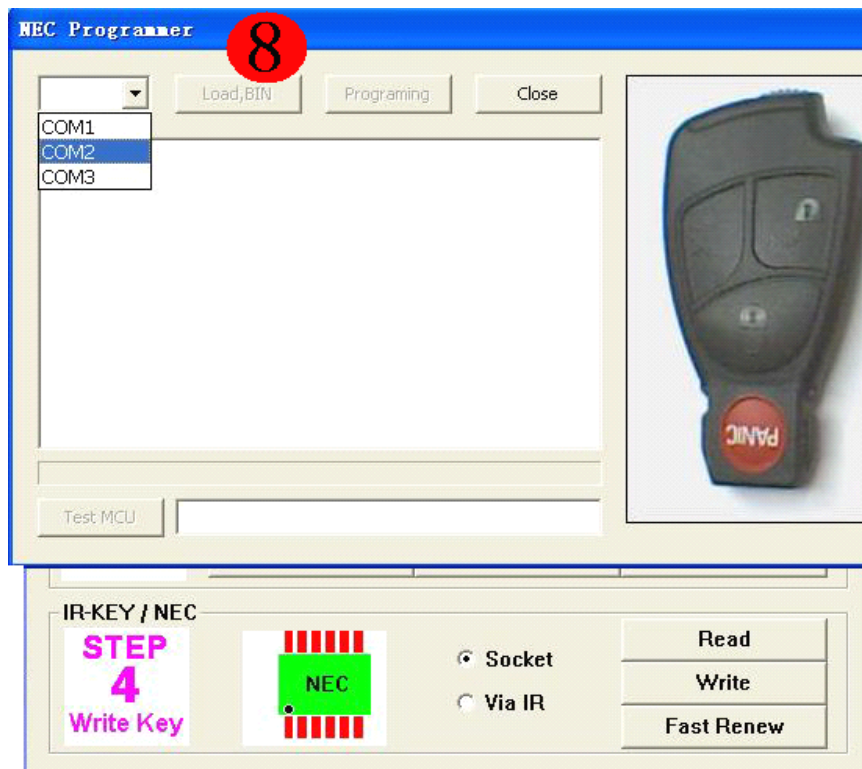 NEC Programmer
8
Load,BIN Programing Close
COM1
COM2
COM3
PANIC
Test MCU
IR-KEY / NEC
STEP
4
Write Key
NEC
Socket
Via IR
Read
Write
Fast Renew